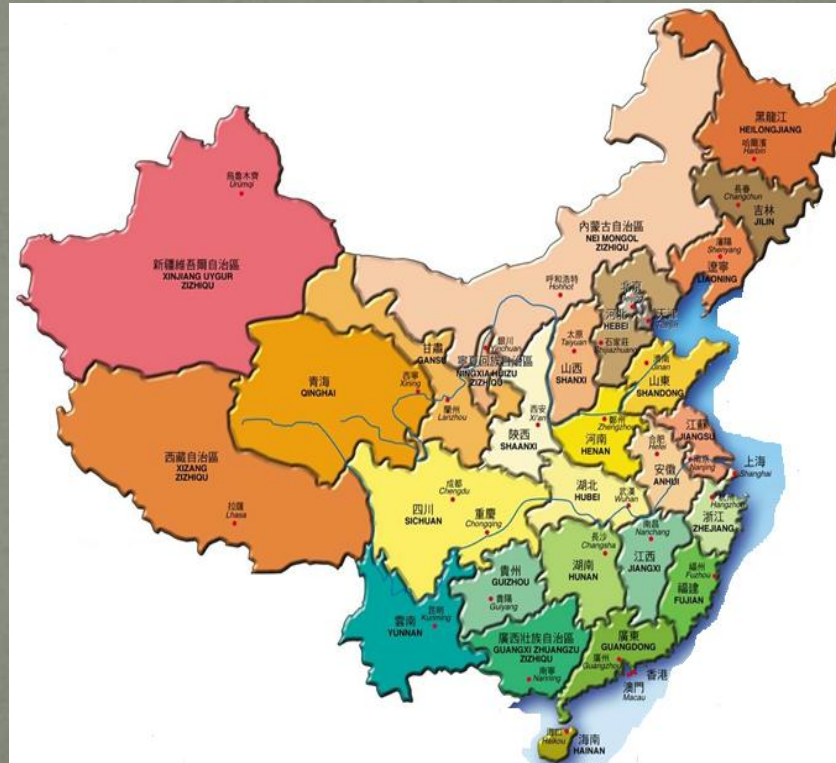 黑龍江
HEILONGJIANG
哈爾濱
Harbin
長春
Changchun
吉林
JILIN
瀋陽
Shenyang
遼寧
LIAONING
烏魯木齊
Urumqi
新疆維吾爾自治區
XINJIANG UYGUR
ZIZHIQU
內蒙古自治區
NEI MONGOL
ZIZHIQU
呼和浩特
Hohhot
北京
河北
HEBEI
天津
石家莊
Shijiazhuang
太原
Taiyuan
山西
SHANXI
濟南
Jinan
山東
SHANDONG
甘肅
GANSU
銀川
Yinchuan
寧夏回族自治區
NINGXIA HUIZU
ZIZHIQU
青海
QINGHAI
西寧
Xining
蘭州
Lanzhou
西安
Xi'an
陝西
SHAANXI
鄭州
Zhengzhou
河南
HENAN
江蘇
JIANGSU
合肥
Hefei
南京
Nanjing
安徽
ANHUI
上海
Shanghai
西藏自治區
XIZANG
ZIZHIQU
拉薩
Lhasa
四川
SICHUAN
成都
Chengdu
重慶
Chongqing
湖北
HUBEI
武漢
Wuhan
杭州
Hangzhou
浙江
ZHEJIANG
長沙
Changsha
湖南
HUNAN
南昌
Nanchang
江西
JIANGXI
貴州
GUIZHOU
貴陽
Guiyang
福州
Fuzhou
福建
FUJIAN
雲南
YUNNAN
昆明
Kunming
廣西壯族自治區
GUANGXI ZHUANGZU
ZIZHIQU
南寧
Nanning
廣東
GUANGDONG
廣州
Guangzhou
香港
澳門
Macau
海口
Heikou
海南
HAINAN